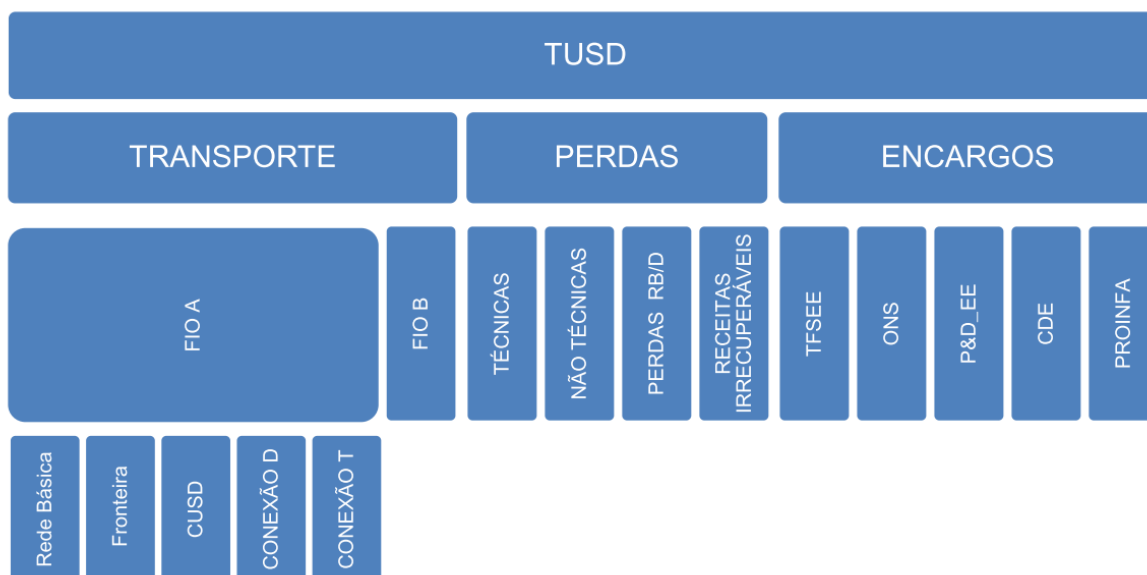 TUSD
TRANSPORTE
PERDAS
ENCARGOS
FIO A
FIO B
TÉCNICAS
NÃO TÉCNICAS
PERDAS RB/D
RECEITAS
IRRECUPERÁVEIS
TFSEE
ONS
P&D_EE
CDE
PROINFA
Rede Básica
Fronteira
CUSD
CONEXÃO D
CONEXÃO T